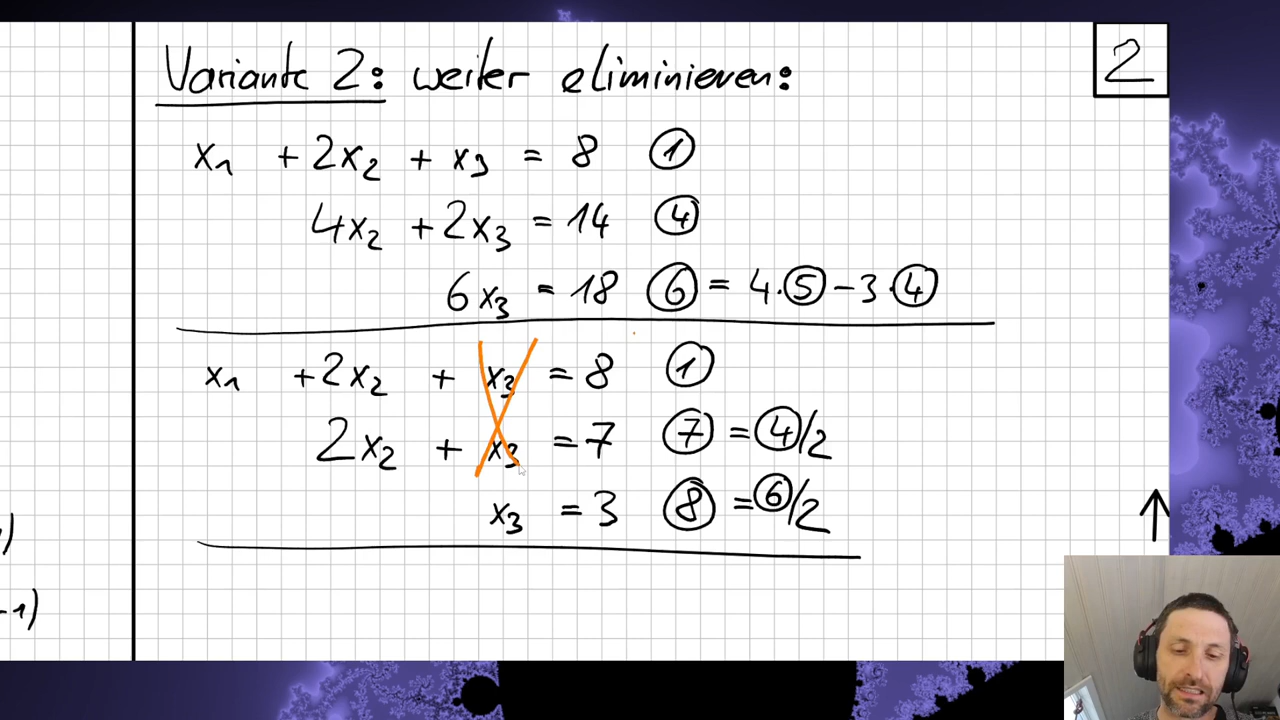 Variante 2: weiter eliminieren:
2
x₁ + 2x₂ + x₃ = 8 ①
4x₂ + 2x₃ = 14 ④
6x₃ = 18 ⑥ = 4·⑤ - 3·④
x₁ + 2x₂ + x₃ = 8 ①
2x₂ + x₃ = 7 ⑦ = ④/2
x₃ = 3 ⑧ = ⑥/2
)
-1)